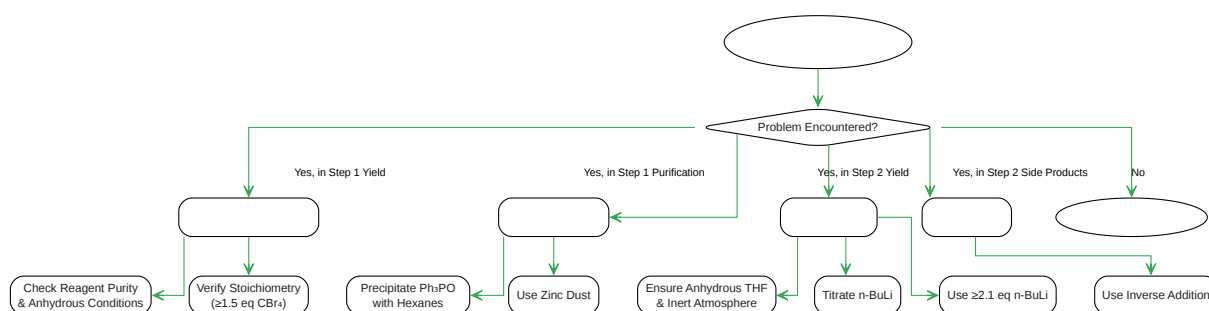 Problem Encountered?
Yes, in Step 1 Yield
Yes, in Step 1 Purification
Yes, in Step 2 Yield
Yes, in Step 2 Side Products
No
Check Reagent Purity
& Anhydrous Conditions
Verify Stoichiometry
(≥1.5 eq CBr₄)
Precipitate Ph₃PO
with Hexanes
Use Zinc Dust
Ensure Anhydrous THF
& Inert Atmosphere
Titrate n-BuLi
Use ≥2.1 eq n-BuLi
Use Inverse Addition